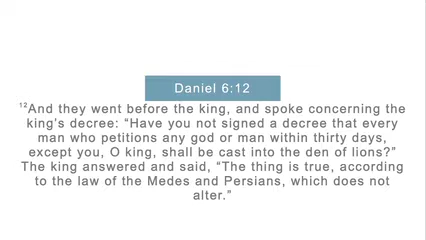 Daniel 6:12
12And they went before the king, and spoke concerning the
king's decree: “Have you not signed a decree that every
man who petitions any god or man within thirty days,
except you, O king, shall be cast into the den of lions?”
The king answered and said, “The thing is true, according
to the law of the Medes and Persians, which does not
alter.”